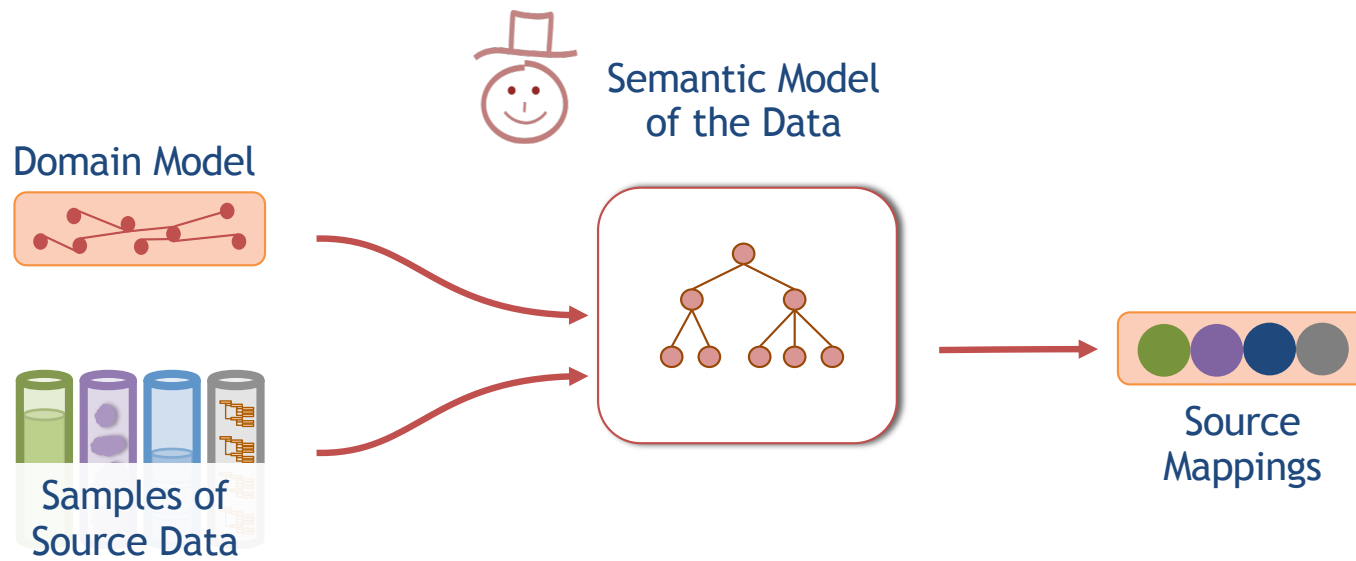 Semantic Model
of the Data
Domain Model
Samples of
Source Data
Source
Mappings